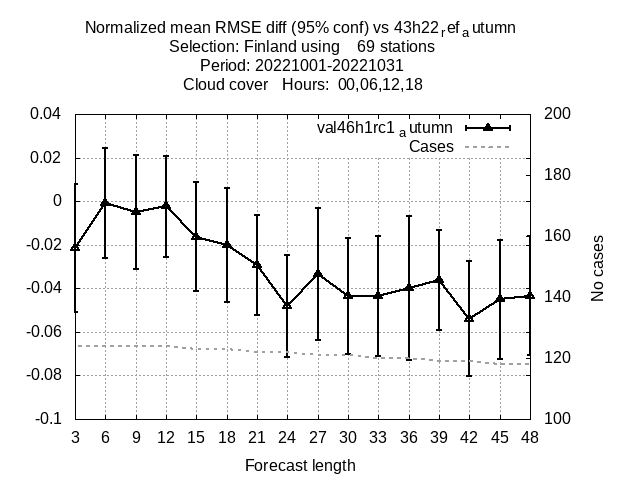 Normalized mean RMSE diff (95% conf) vs 43h22refautumn
Selection: Finland using 69 stations
Period: 20221001-20221031
Cloud cover Hours: 00,06,12,18
val46h1rc1autumn
Cases
0.04
0.02
0
-0.02
-0.04
-0.06
-0.08
-0.1
200
180
160
140
120
100
No cases
3 6 9 12 15 18 21 24 27 30 33 36 39 42 45 48
Forecast length